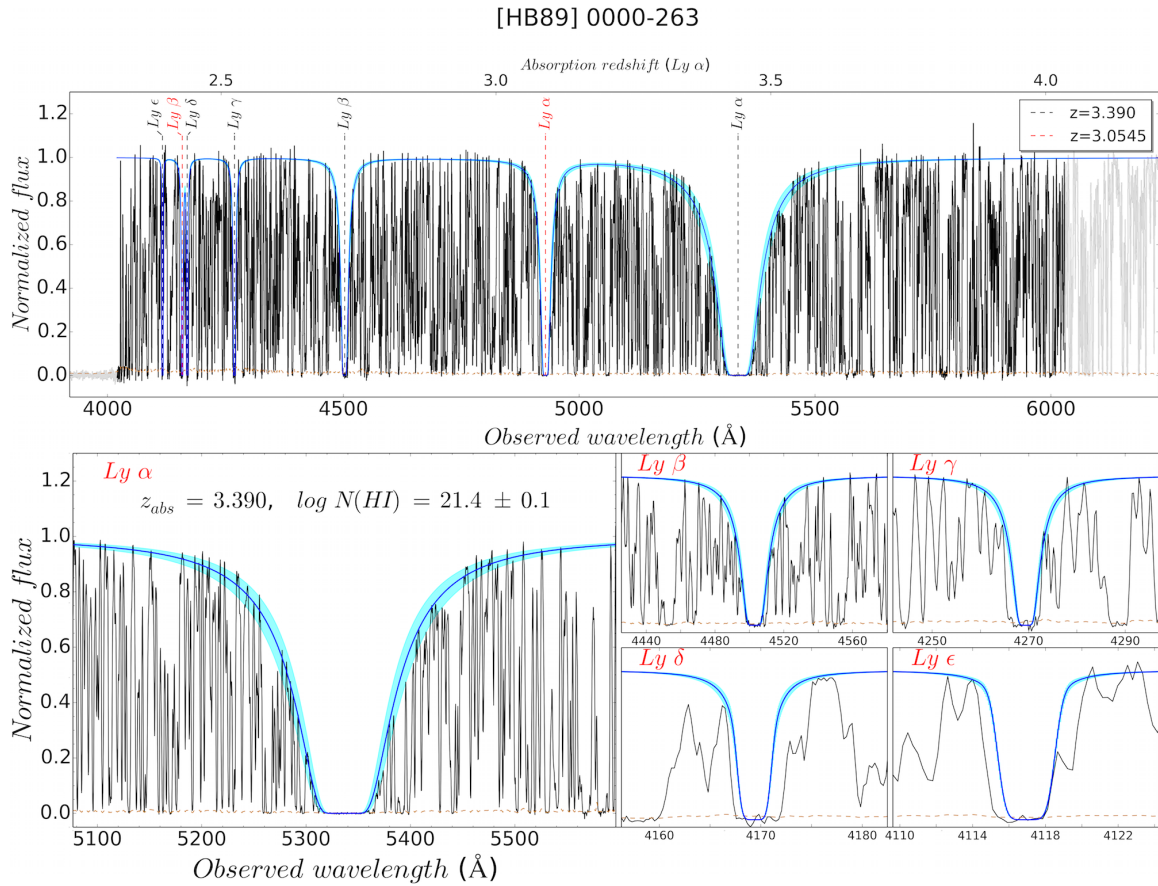 [HB89] 0000-263
Absorption redshift (Ly α)
2.5 3.0 3.5 4.0
Ly ϵ Ly β Ly δ Ly γ Ly β Ly α Ly α
z=3.390
z=3.0545
Normalized flux
1.2
1.0
0.8
0.6
0.4
0.2
0.0
4000 4500 5000 5500 6000
Observed wavelength (Å)
Ly α
z_abs = 3.390, log N(HI) = 21.4 ± 0.1
Normalized flux
1.2
1.0
0.8
0.6
0.4
0.2
0.0
5100 5200 5300 5400 5500
Observed wavelength (Å)
Ly β
4440 4480 4520 4560
Ly γ
4250 4270 4290
Ly δ
4160 4170 4180
Ly ϵ
4110 4114 4118 4122